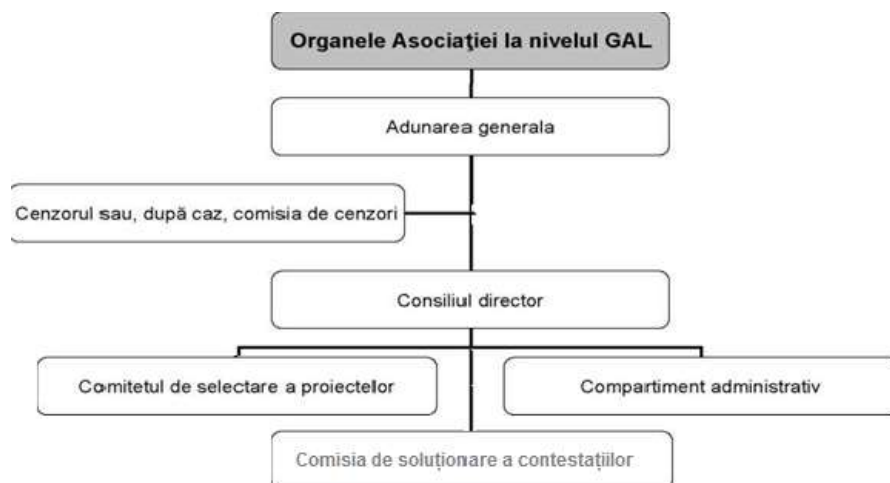 Organele Asociaţiei la nivelul GAL
Adunarea generala
Cenzorul sau, după caz, comisia de cenzori
Consiliul director
Comitetul de selectare a proiectelor
Compartiment administrativ
Comisia de soluționare a contestațiilor